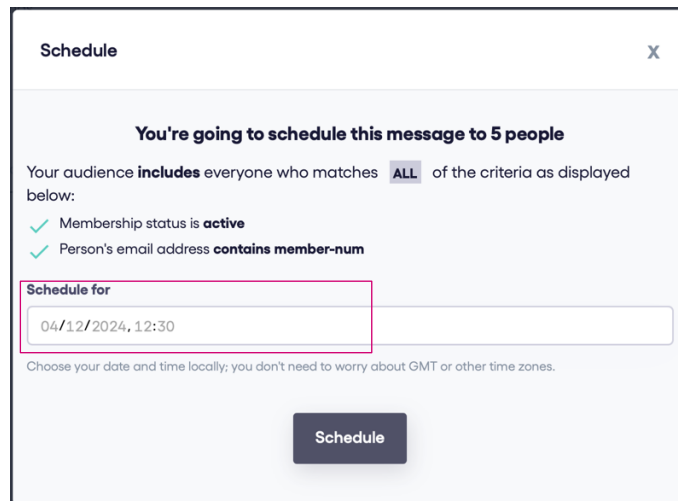 Schedule
X
You're going to schedule this message to 5 people
Your audience includes everyone who matches ALL of the criteria as displayed
below:
Membership status is active
Person's email address contains member-num
Schedule for
04/12/2024, 12:30
Choose your date and time locally; you don't need to worry about GMT or other time zones.
Schedule